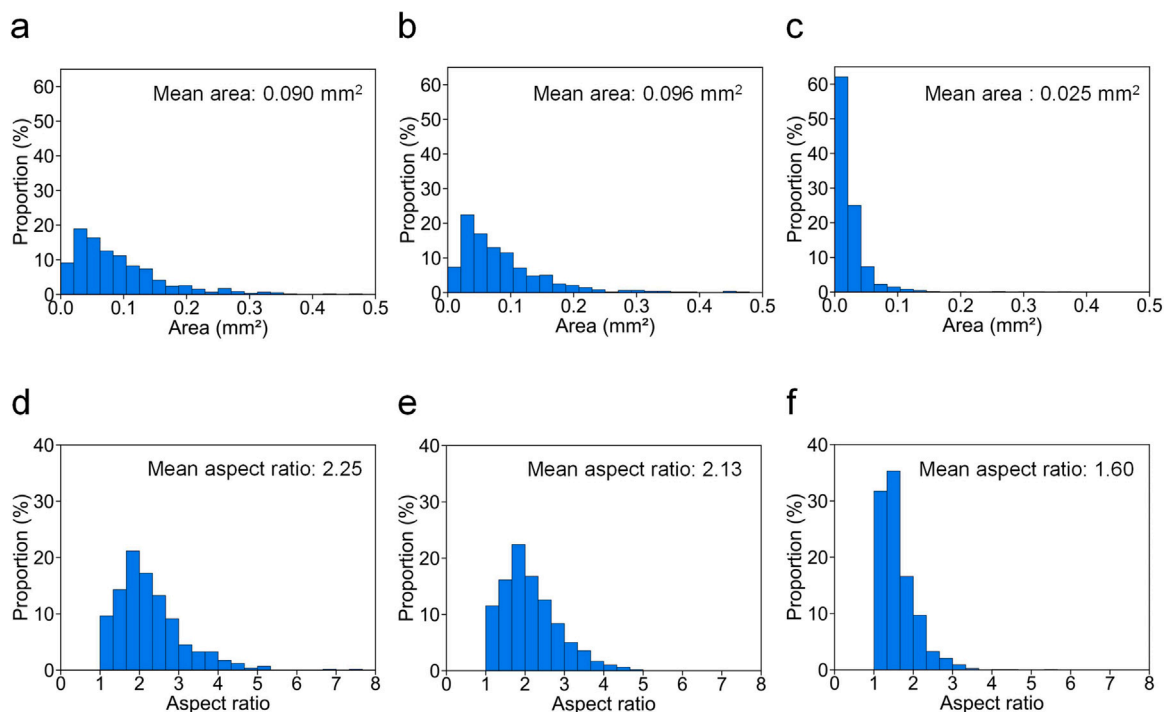 a
b
c
60
50
40
30
20
10
0
Proportion (%)
Mean area: 0.090 mm²
0.0 0.1 0.2 0.3 0.4 0.5
Area (mm²)
60
50
40
30
20
10
0
Proportion (%)
Mean area: 0.096 mm²
0.0 0.1 0.2 0.3 0.4 0.5
Area (mm²)
60
50
40
30
20
10
0
Proportion (%)
Mean area : 0.025 mm²
0.0 0.1 0.2 0.3 0.4 0.5
Area (mm²)
d
e
f
40
30
20
10
0
Proportion (%)
Mean aspect ratio: 2.25
0 1 2 3 4 5 6 7 8
Aspect ratio
40
30
20
10
0
Proportion (%)
Mean aspect ratio: 2.13
0 1 2 3 4 5 6 7 8
Aspect ratio
40
30
20
10
0
Proportion (%)
Mean aspect ratio: 1.60
0 1 2 3 4 5 6 7 8
Aspect ratio